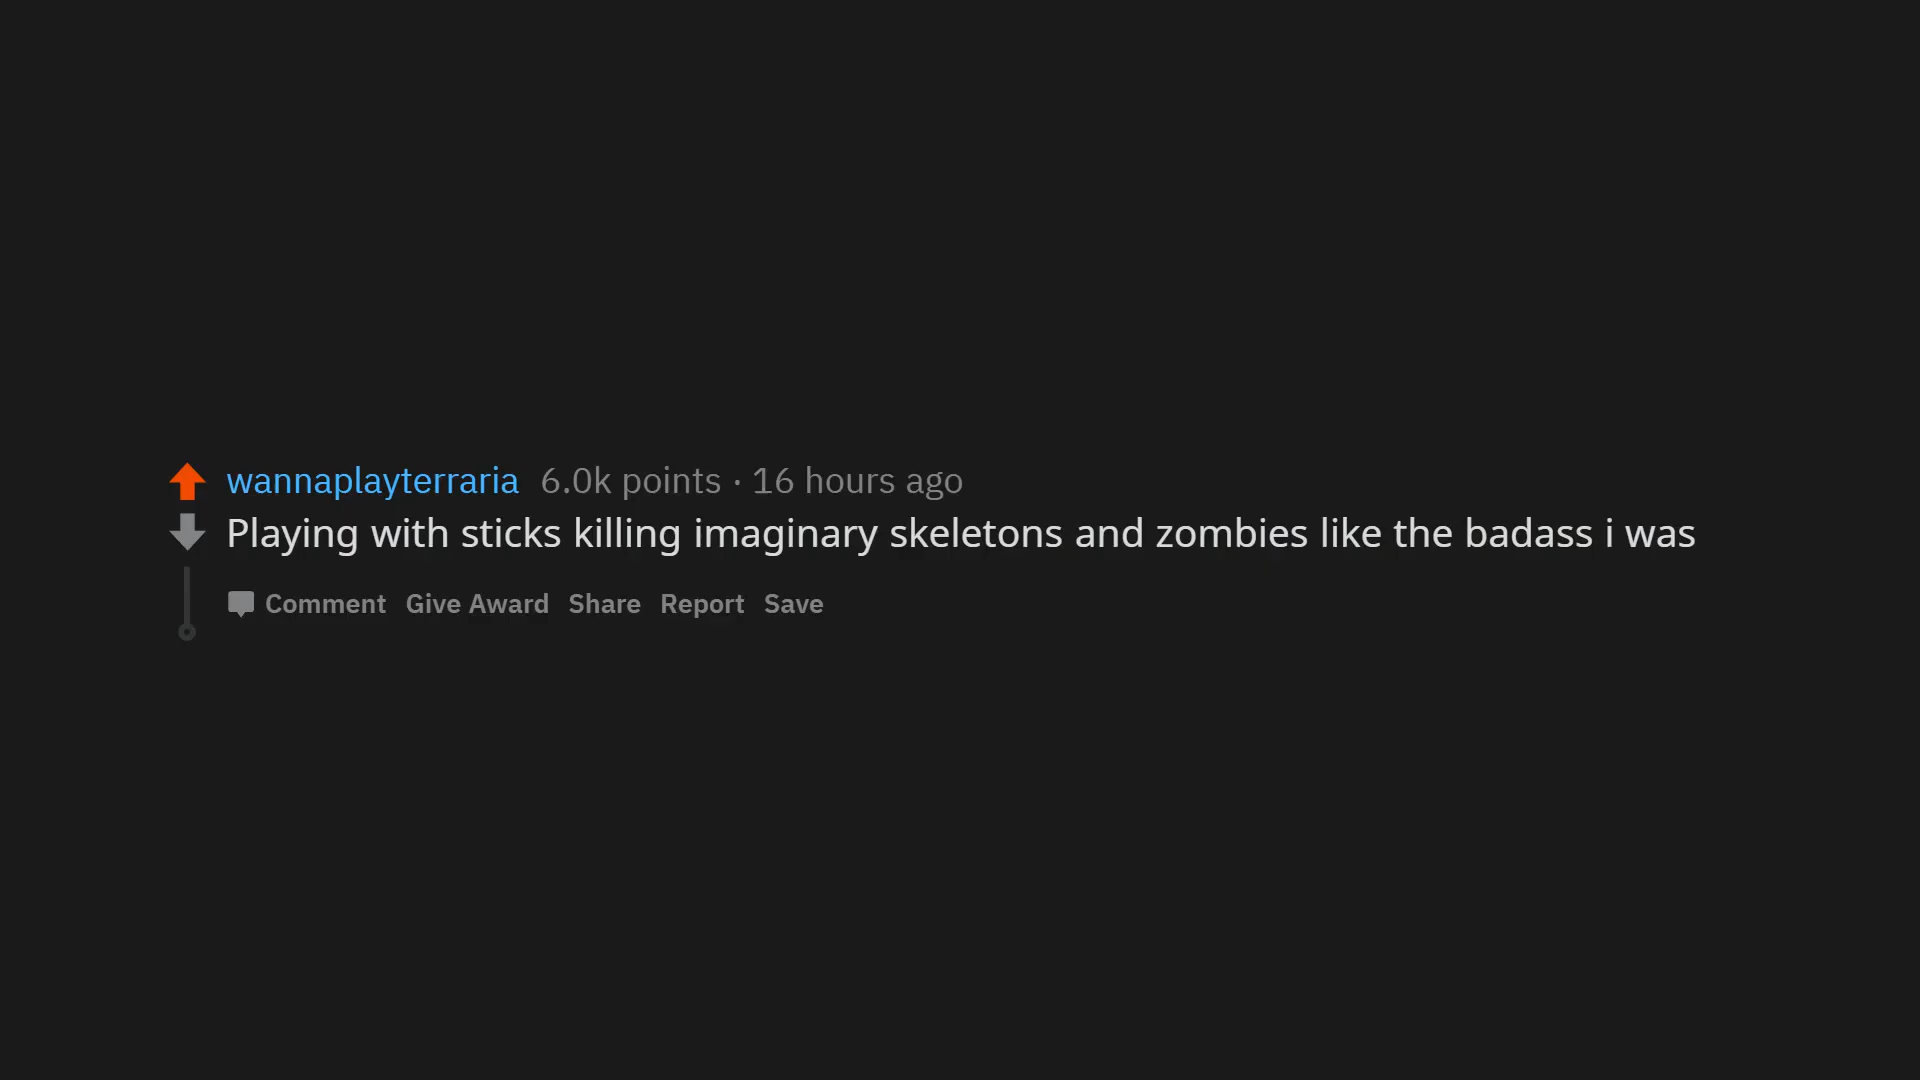 wannaplayterraria 6.0k points · 16 hours ago
Playing with sticks killing imaginary skeletons and zombies like the badass i was
Comment Give Award Share Report Save